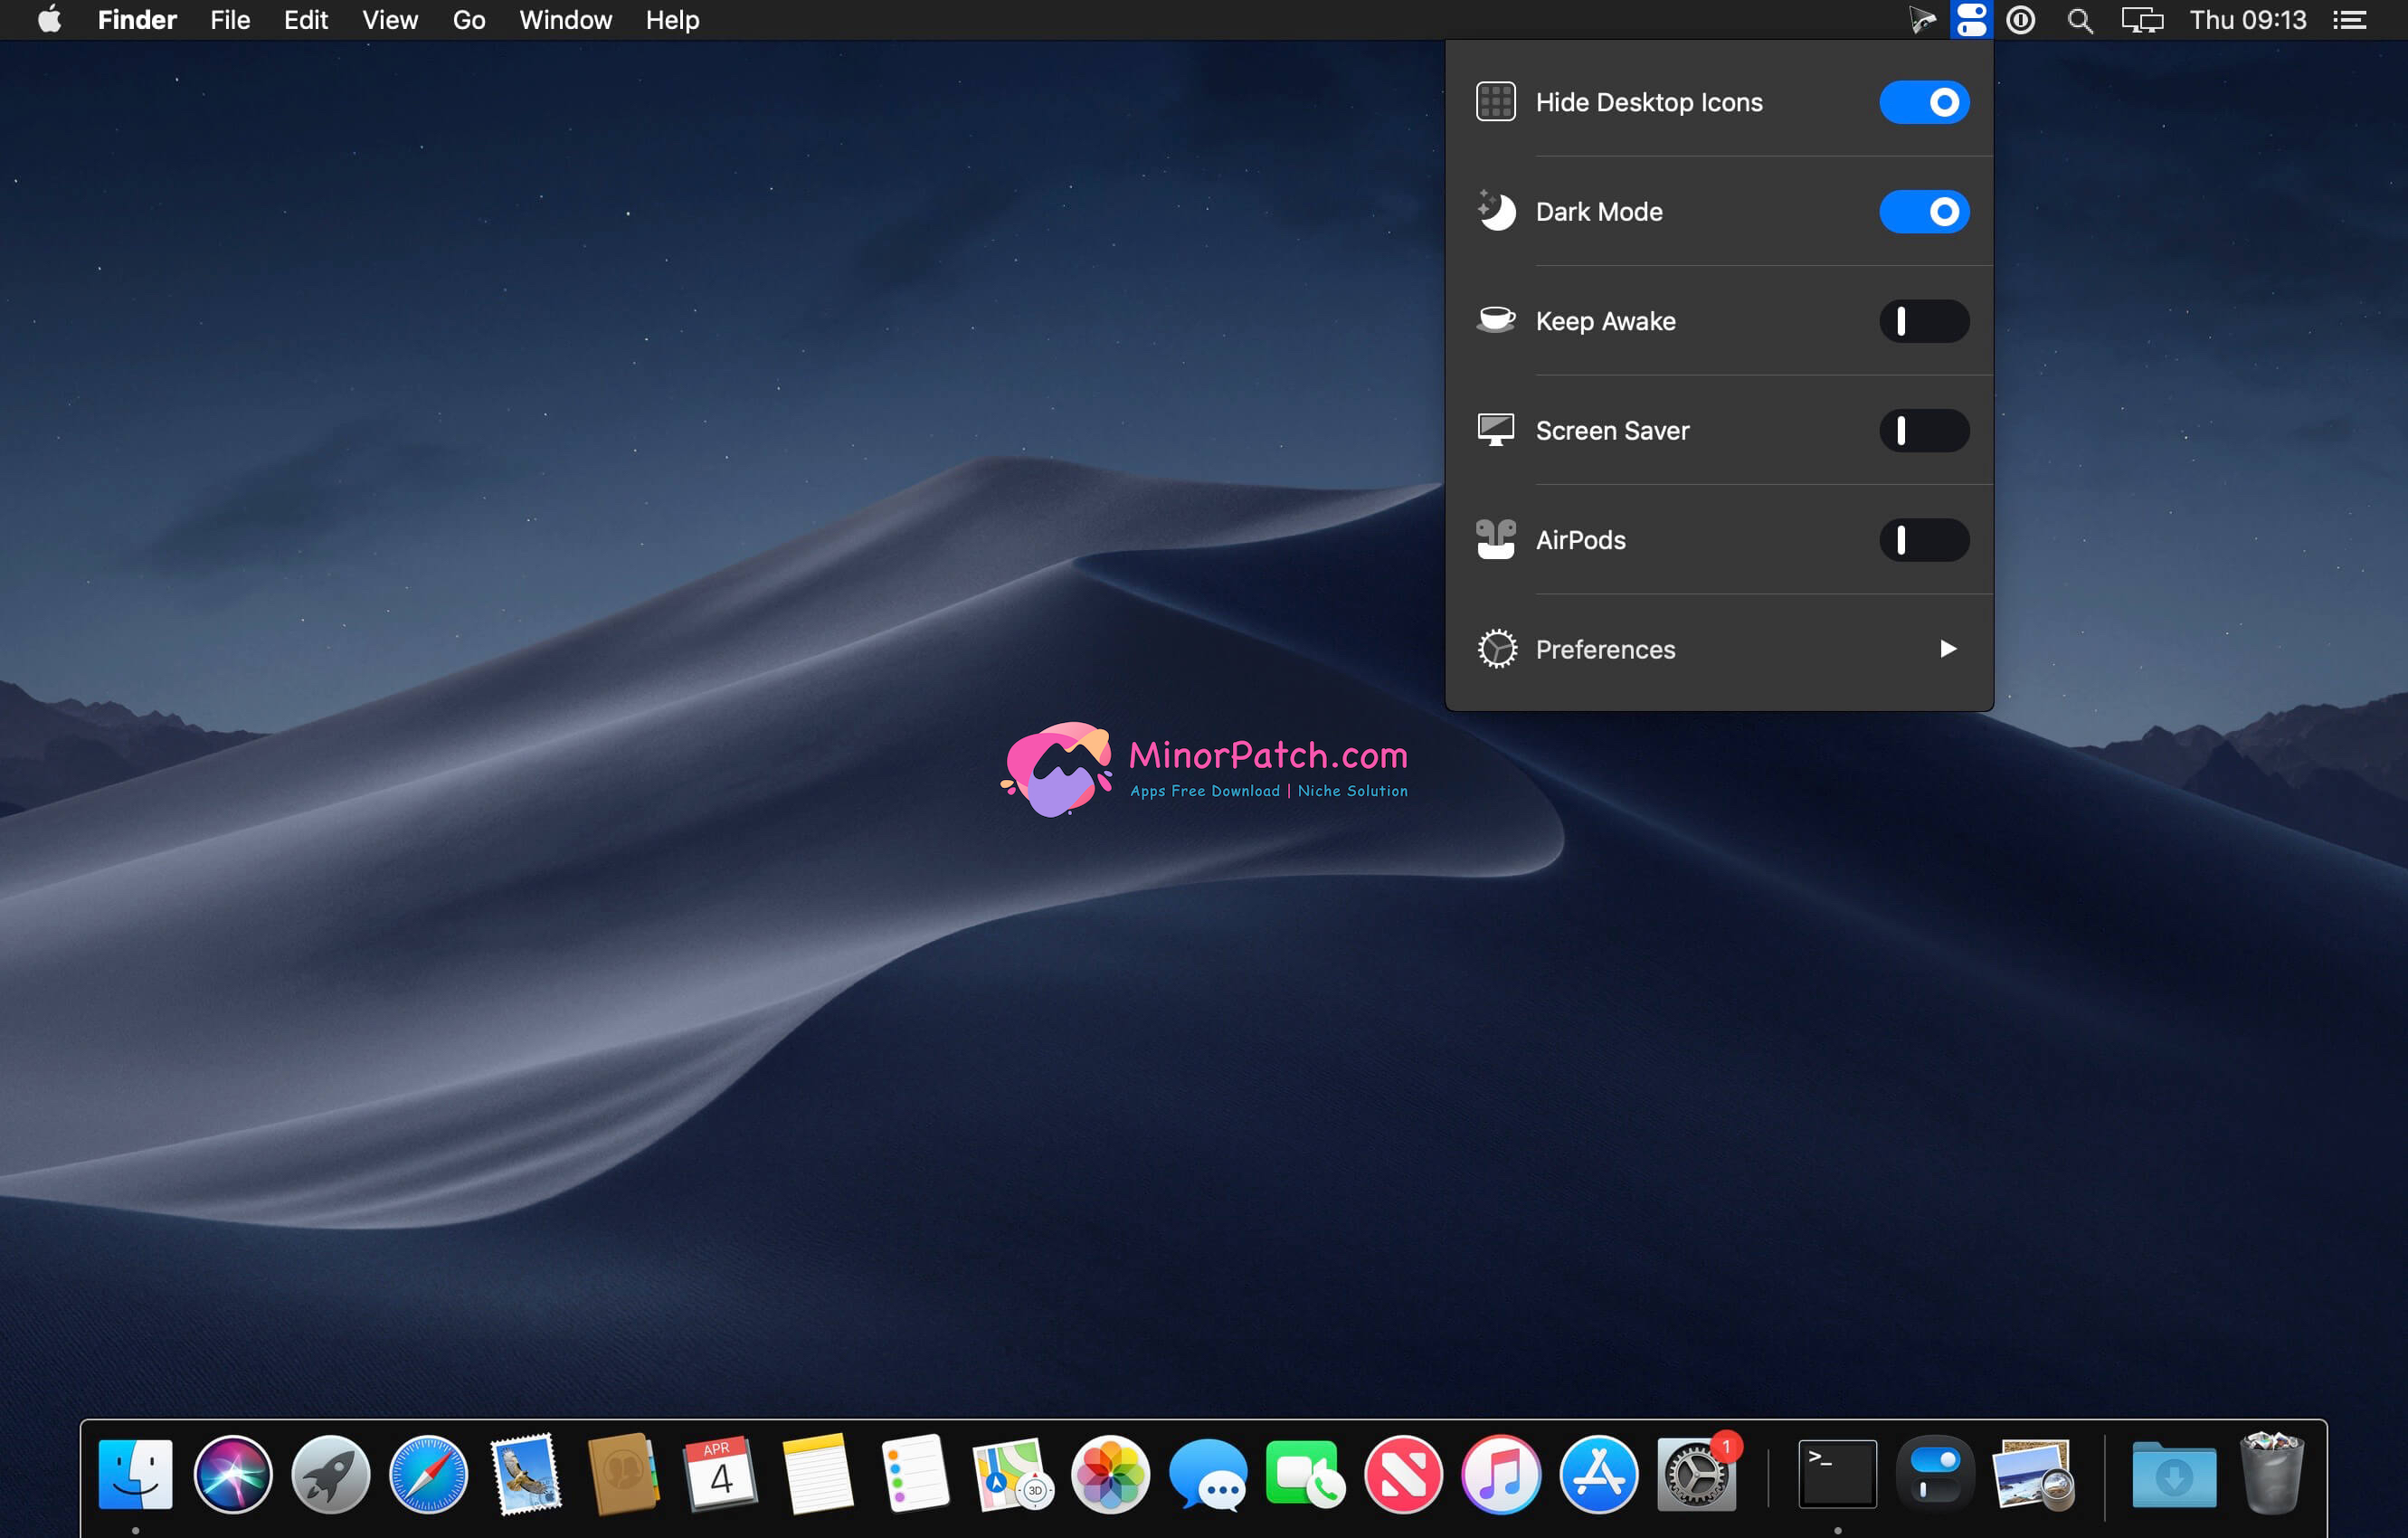 Finder File Edit View Go Window Help Thu 09:13
Hide Desktop Icons
Dark Mode
Keep Awake
Screen Saver
AirPods
Preferences
MinorPatch.com
Apps Free Download | Niche Solution
APR
4
3D
1
>_